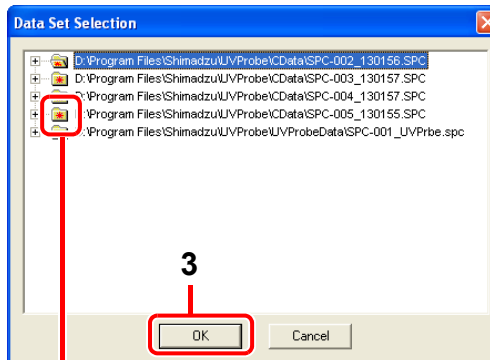 Data Set Selection
D:\Program Files\Shimadzu\UVProbe\CData\SPC-002_130156.SPC
D:\Program Files\Shimadzu\UVProbe\CData\SPC-003_130157.SPC
D:\Program Files\Shimadzu\UVProbe\CData\SPC-004_130157.SPC
:\Program Files\Shimadzu\UVProbe\CData\SPC-005_130155.SPC
:\Program Files\Shimadzu\UVProbe\UVProbeData\SPC-001_UVPrbe.spc
3
OK Cancel